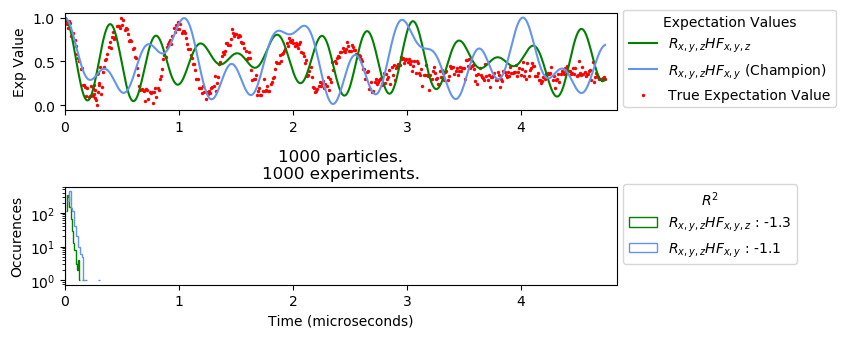 Expectation Values
R_{x,y,z}HF_{x,y,z}
R_{x,y,z}HF_{x,y} (Champion)
True Expectation Value
Exp Value
1.0
0.5
0.0
0 1 2 3 4
1000 particles.
1000 experiments.
Occurences
10^2
10^1
10^0
0 1 2 3 4
Time (microseconds)
R^2
R_{x,y,z}HF_{x,y,z} : -1.3
R_{x,y,z}HF_{x,y} : -1.1